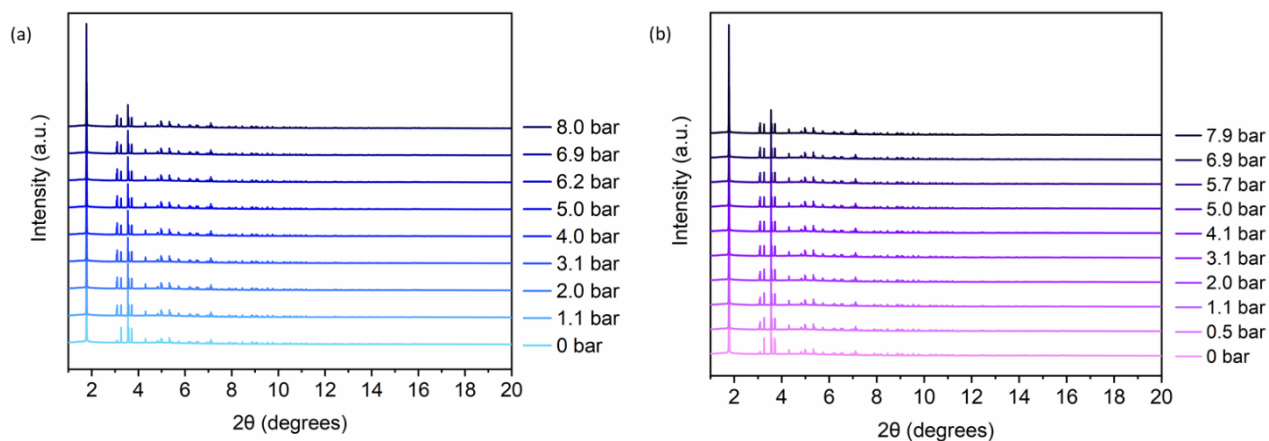 (a)
Intensity (a.u.)
8.0 bar
6.9 bar
6.2 bar
5.0 bar
4.0 bar
3.1 bar
2.0 bar
1.1 bar
0 bar
2 4 6 8 10 12 14 16 18 20
2θ (degrees)
(b)
Intensity (a.u.)
7.9 bar
6.9 bar
5.7 bar
5.0 bar
4.1 bar
3.1 bar
2.0 bar
1.1 bar
0.5 bar
0 bar
2 4 6 8 10 12 14 16 18 20
2θ (degrees)